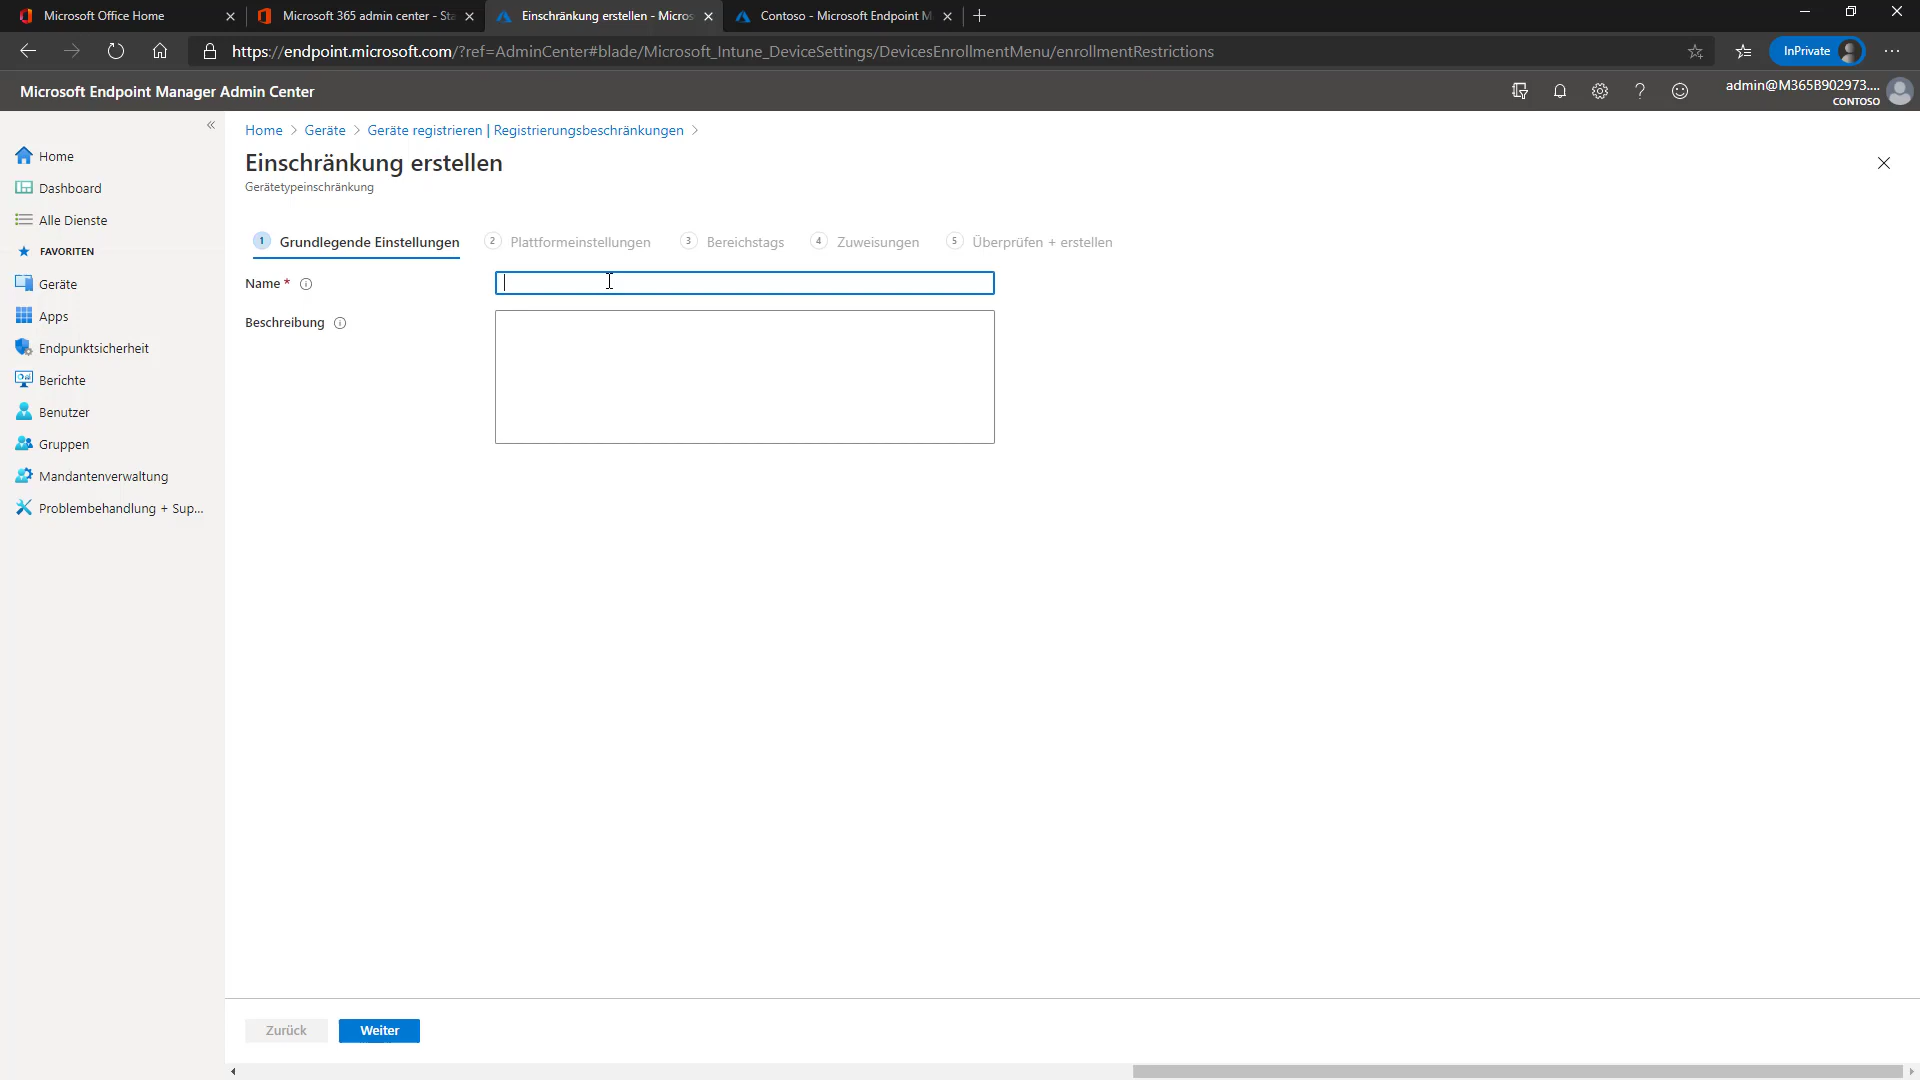 Microsoft Office Home
Microsoft 365 admin center - Sta
Einschränkung erstellen - Micros
Contoso - Microsoft Endpoint M
https://endpoint.microsoft.com/?ref=AdminCenter#blade/Microsoft_Intune_DeviceSettings/DevicesEnrollmentMenu/enrollmentRestrictions
InPrivate
Microsoft Endpoint Manager Admin Center
admin@M365B902973....
CONTOSO
Home
Dashboard
Alle Dienste
FAVORITEN
Geräte
Apps
Endpunktsicherheit
Berichte
Benutzer
Gruppen
Mandantenverwaltung
Problembehandlung + Sup...
Home > Geräte > Geräte registrieren | Registrierungsbeschränkungen >
Einschränkung erstellen
Gerätetypeinschränkung
1 Grundlegende Einstellungen 2 Plattformeinstellungen 3 Bereichstags 4 Zuweisungen 5 Überprüfen + erstellen
Name *
Beschreibung
Zurück
Weiter